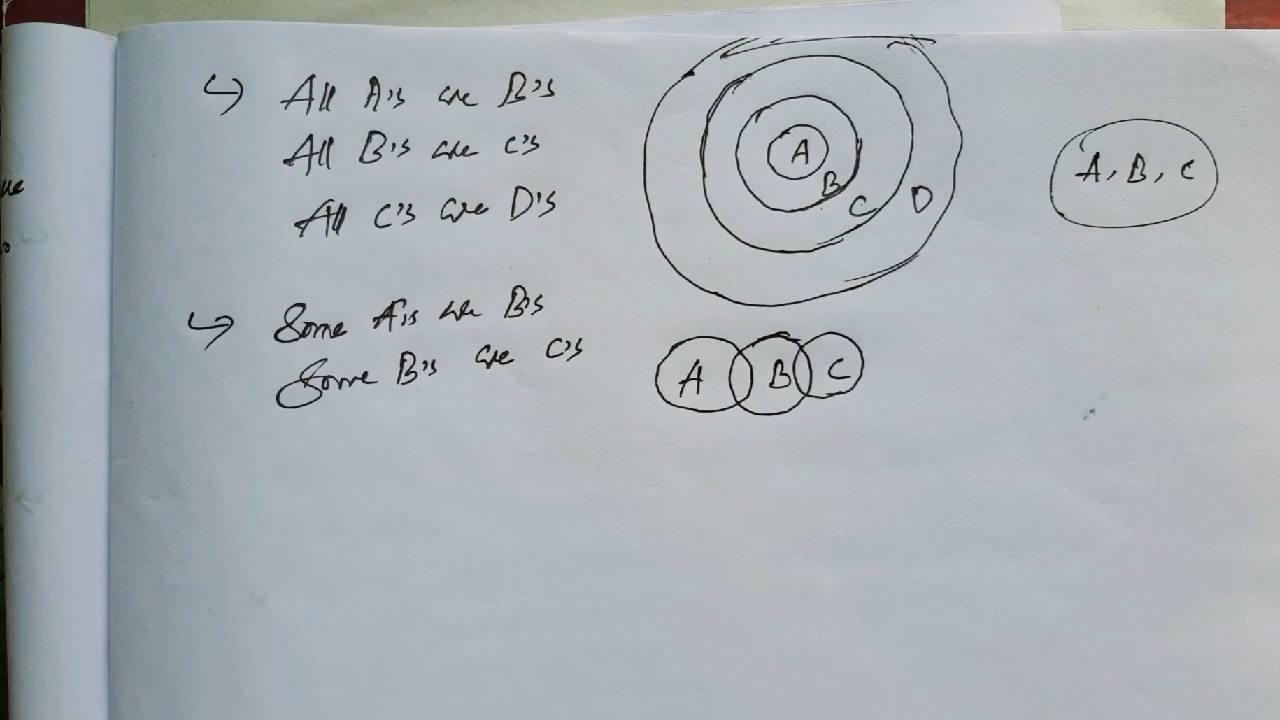 ↳ All A's are B's
All B's are C's
All C's are D's
A
B
C
D
A, B, C
↳ Some A's are B's
Some B's are C's
A B C